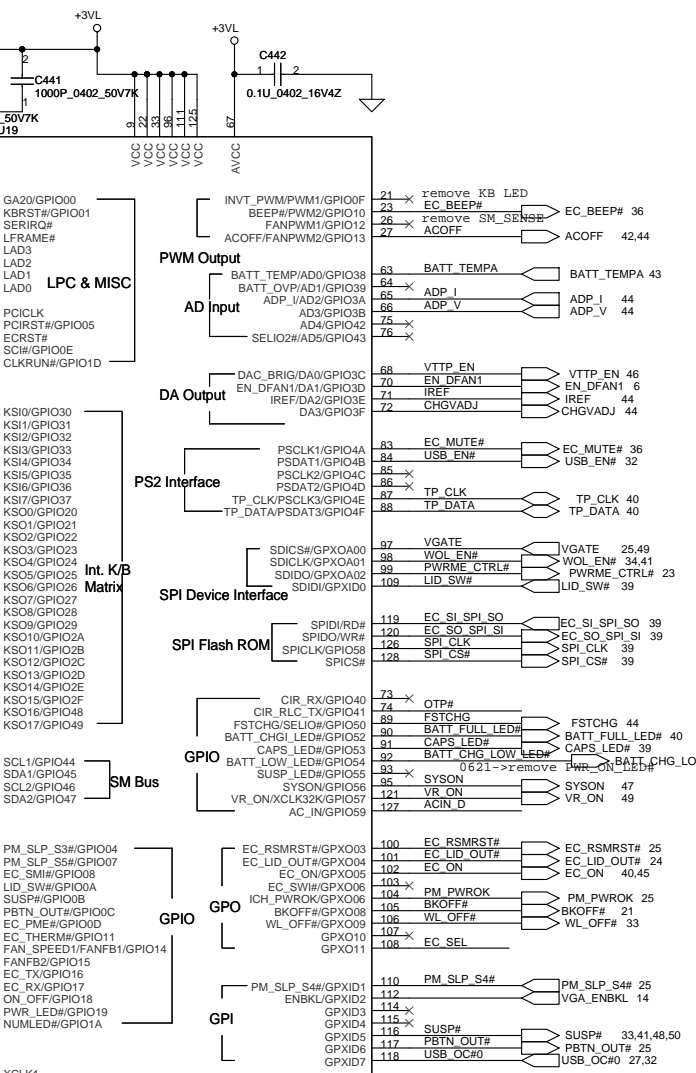 +3VL
+3VL
2
C441
1000P_0402_50V7K
1
C442
1 2
0.1U_0402_16V4Z
_50V7K
U19
9
22
33
96
111
125
67
VCC
VCC
VCC
VCC
VCC
VCC
AVCC
GA20/GPIO00
KBRST#/GPIO01
SERIRQ#
LFRAME#
LAD3
LAD2
LAD1
LAD0
LPC & MISC
PCICLK
PCIRST#/GPIO05
ECRST#
SCI#/GPIO0E
CLKRUN#/GPIO1D
KSI0/GPIO30
KSI1/GPIO31
KSI2/GPIO32
KSI3/GPIO33
KSI4/GPIO34
KSI5/GPIO35
KSI6/GPIO36
KSI7/GPIO37
KSO0/GPIO20
KSO1/GPIO21
KSO2/GPIO22
KSO3/GPIO23
KSO4/GPIO24
KSO5/GPIO25
KSO6/GPIO26
KSO7/GPIO27
KSO8/GPIO28
KSO9/GPIO29
KSO10/GPIO2A
KSO11/GPIO2B
KSO12/GPIO2C
KSO13/GPIO2D
KSO14/GPIO2E
KSO15/GPIO2F
KSO16/GPIO48
KSO17/GPIO49
Int. K/B
Matrix
SCL1/GPIO44
SDA1/GPIO45
SCL2/GPIO46
SDA2/GPIO47
SM Bus
PM_SLP_S3#/GPIO04
PM_SLP_S5#/GPIO07
EC_SMI#/GPIO08
LID_SW#/GPIO0A
SUSP#/GPIO0B
PBTN_OUT#/GPIO0C
EC_PME#/GPIO0D
EC_THERM#/GPIO11
FAN_SPEED1/FANFB1/GPIO14
FANFB2/GPIO15
EC_TX/GPIO16
EC_RX/GPIO17
ON_OFF/GPIO18
PWR_LED#/GPIO19
NUMLED#/GPIO1A
GPIO
XCLK1
INVT_PWM/PWM1/GPIO0F 21 remove KB LED
BEEP#/PWM2/GPIO10 23 EC_BEEP# EC_BEEP# 36
FANPWM1/GPIO12 26 remove SM_SENSE
ACOFF/FANPWM2/GPIO13 27 ACOFF ACOFF 42,44
PWM Output
BATT_TEMP/AD0/GPIO38 63 BATT_TEMPA BATT_TEMPA 43
BATT_OVP/AD1/GPIO39 64
ADP_I/AD2/GPIO3A 65 ADP_I ADP_I 44
AD3/GPIO3B 66 ADP_V ADP_V 44
AD4/GPIO42 75
SELIO2#/AD5/GPIO43 76
AD Input
DAC_BRIG/DA0/GPIO3C 68 VTTP_EN VTTP_EN 46
EN_DFAN1/DA1/GPIO3D 70 EN_DFAN1 EN_DFAN1 6
IREF/DA2/GPIO3E 71 IREF IREF 44
DA3/GPIO3F 72 CHGVADJ CHGVADJ 44
DA Output
PSCLK1/GPIO4A 83 EC_MUTE# EC_MUTE# 36
PSDAT1/GPIO4B 84 USB_EN# USB_EN# 32
PSCLK2/GPIO4C 85
PSDAT2/GPIO4D 86
TP_CLK/PSCLK3/GPIO4E 87 TP_CLK TP_CLK 40
TP_DATA/PSDAT3/GPIO4F 88 TP_DATA TP_DATA 40
PS2 Interface
SDICS#/GPXOA00 97 VGATE VGATE 25,49
SDICLK/GPXOA01 98 WOL_EN# WOL_EN# 34,41
SDIDO/GPXOA02 99 PWRME_CTRL# PWRME_CTRL# 23
SDIDI/GPXID0 109 LID_SW# LID_SW# 39
SPI Device Interface
SPIDI/RD# 119 EC_SI_SPI_SO EC_SI_SPI_SO 39
SPIDO/WR# 120 EC_SO_SPI_SI EC_SO_SPI_SI 39
SPICLK/GPIO58 126 SPI_CLK SPI_CLK 39
SPICS# 128 SPI_CS# SPI_CS# 39
SPI Flash ROM
CIR_RX/GPIO40 73
CIR_RLC_TX/GPIO41 74 OTP#
FSTCHG/SELIO#/GPIO50 89 FSTCHG FSTCHG 44
BATT_CHGI_LED#/GPIO52 90 BATT_FULL_LED# BATT_FULL_LED# 40
CAPS_LED#/GPIO53 91 CAPS_LED# CAPS_LED# 39
BATT_LOW_LED#/GPIO54 92 BATT_CHG_LOW_LED# BATT_CHG_LO
SUSP_LED#/GPIO55 93 0621->remove PWR_ON_LED#
SYSON/GPIO56 95 SYSON SYSON 47
VR_ON/XCLK32K/GPIO57 121 VR_ON VR_ON 49
AC_IN/GPIO59 127 ACIN_D
GPIO
EC_RSMRST#/GPXO03 100 EC_RSMRST# EC_RSMRST# 25
EC_LID_OUT#/GPXO04 101 EC_LID_OUT# EC_LID_OUT# 24
EC_ON/GPXO05 102 EC_ON EC_ON 40,45
EC_SWI#/GPXO06 103
ICH_PWROK/GPXO06 104 PM_PWROK PM_PWROK 25
BKOFF#/GPXO08 105 BKOFF# BKOFF# 21
WL_OFF#/GPXO09 106 WL_OFF# WL_OFF# 33
GPXO10 107
GPXO11 108 EC_SEL
GPO
PM_SLP_S4#/GPXID1 110 PM_SLP_S4# PM_SLP_S4# 25
ENBKL/GPXID2 112 VGA_ENBKL 14
GPXID3 114
GPXID4 115
GPXID5 116 SUSP# SUSP# 33,41,48,50
GPXID6 117 PBTN_OUT# PBTN_OUT# 25
GPXID7 118 USB_OC#0 USB_OC#0 27,32
GPI